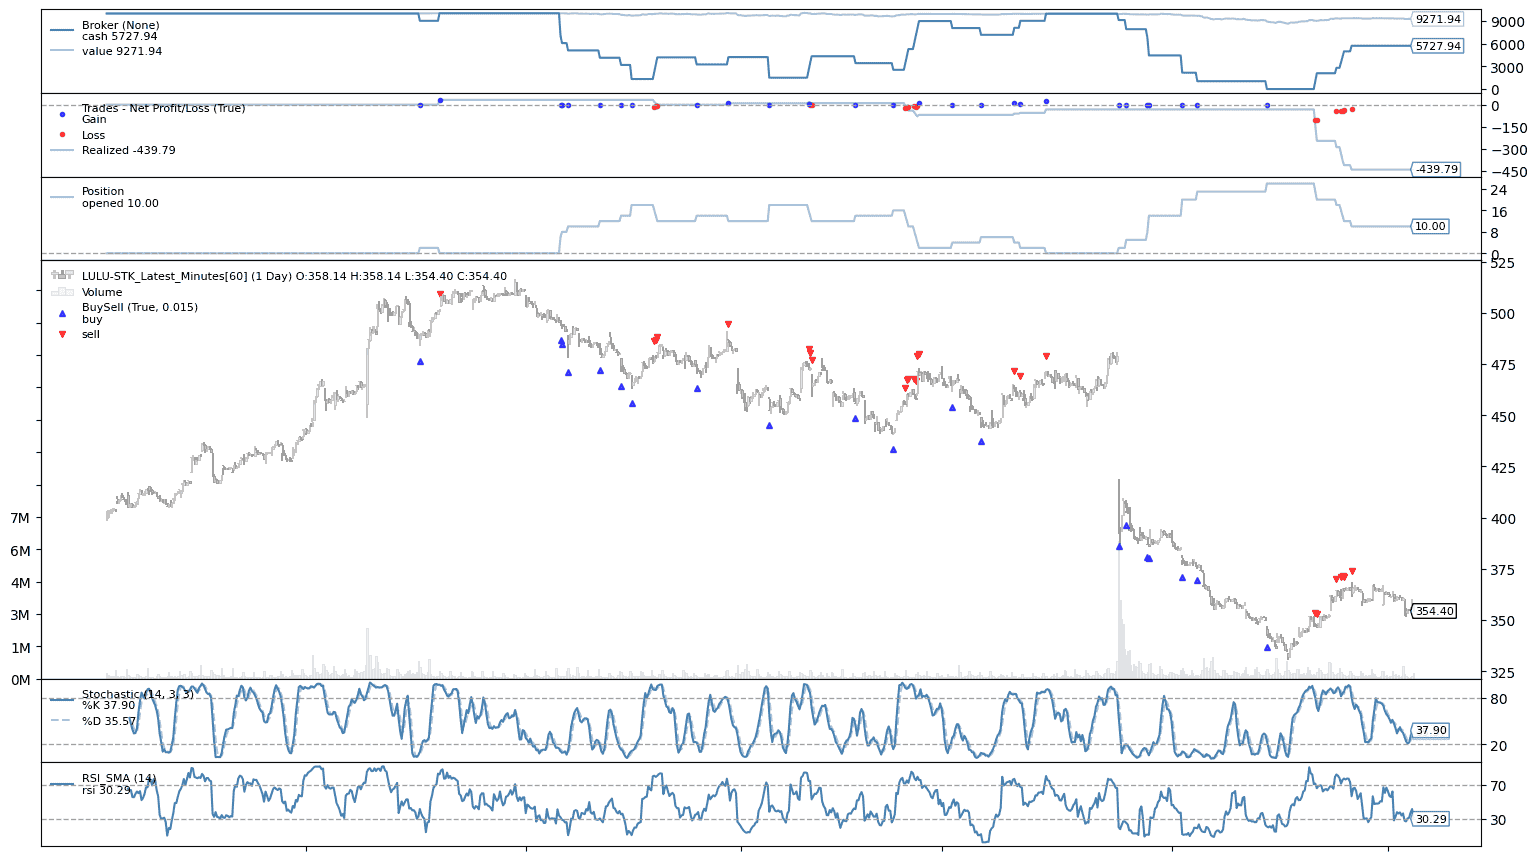 Broker (None)
cash 5727.94
value 9271.94
9271.94
5727.94
9000
6000
3000
0
Trades - Net Profit/Loss (True)
Gain
Loss
Realized -439.79
0
−150
−300
−450
-439.79
Position
opened 10.00
24
16
8
0
10.00
LULU-STK_Latest_Minutes[60] (1 Day) O:358.14 H:358.14 L:354.40 C:354.40
Volume
BuySell (True, 0.015)
buy
sell
525
500
475
450
425
400
375
350
325
354.40
7M
6M
4M
3M
1M
0M
Stochastic (14, 3, 3)
%K 37.90
%D 35.57
80
20
37.90
RSI_SMA (14)
rsi 30.29
70
30
30.29